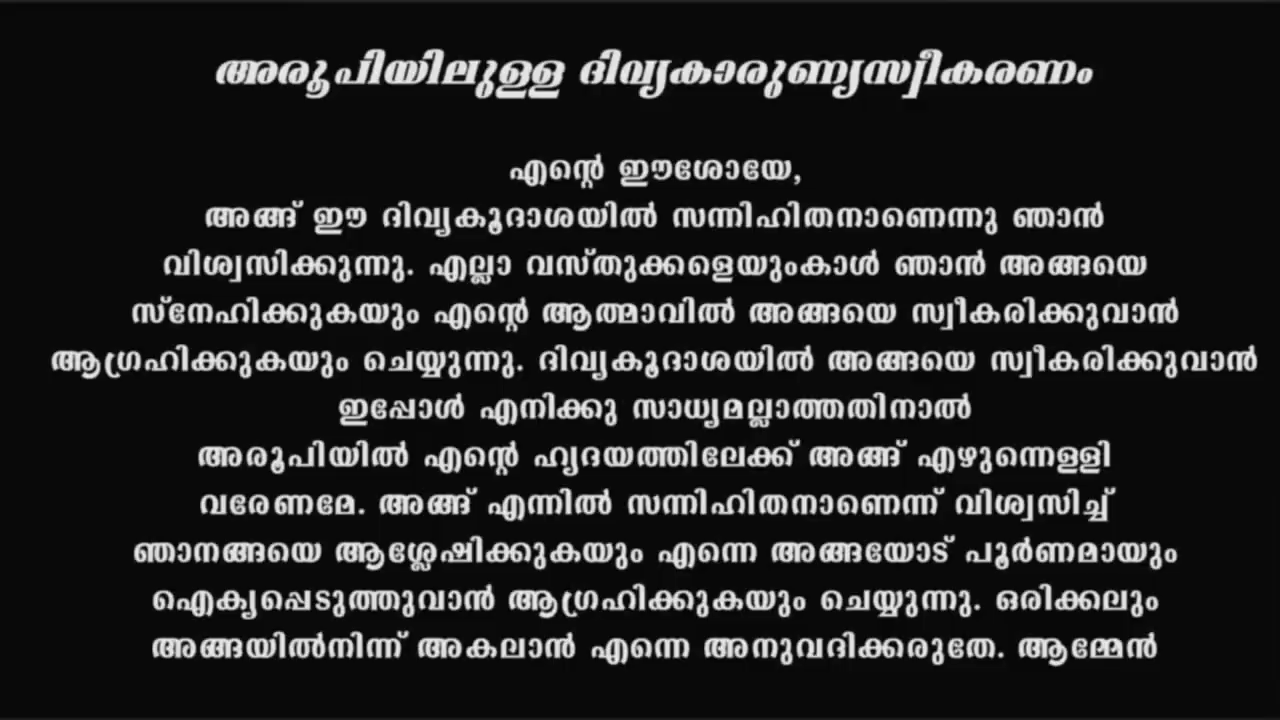 അരൂപിയിലുള്ള ദിവ്യകാരുണ്യസ്വീകരണം
എന്റെ ഈശോയേ,
അങ്ങ് ഈ ദിവ്യകൂദാശയിൽ സന്നിഹിതനാണെന്നു ഞാൻ
വിശ്വസിക്കുന്നു. എല്ലാ വസ്തുക്കളെയുംകാൾ ഞാൻ അങ്ങയെ
സ്നേഹിക്കുകയും എന്റെ ആത്മാവിൽ അങ്ങയെ സ്വീകരിക്കുവാൻ
ആഗ്രഹിക്കുകയും ചെയ്യുന്നു. ദിവ്യകൂദാശയിൽ അങ്ങയെ സ്വീകരിക്കുവാൻ
ഇപ്പോൾ എനിക്കു സാധ്യമല്ലാത്തതിനാൽ
അരൂപിയിൽ എന്റെ ഹൃദയത്തിലേക്ക് അങ്ങ് എഴുന്നെള്ളി
വരേണമേ. അങ്ങ് എന്നിൽ സന്നിഹിതനാണെന്ന് വിശ്വസിച്ച്
ഞാനങ്ങയെ ആശ്ലേഷിക്കുകയും എന്നെ അങ്ങയോട് പൂർണമായും
ഐക്യപ്പെടുത്തുവാൻ ആഗ്രഹിക്കുകയും ചെയ്യുന്നു. ഒരിക്കലും
അങ്ങയിൽനിന്ന് അകലാൻ എന്നെ അനുവദിക്കരുതേ. ആമ്മേൻ